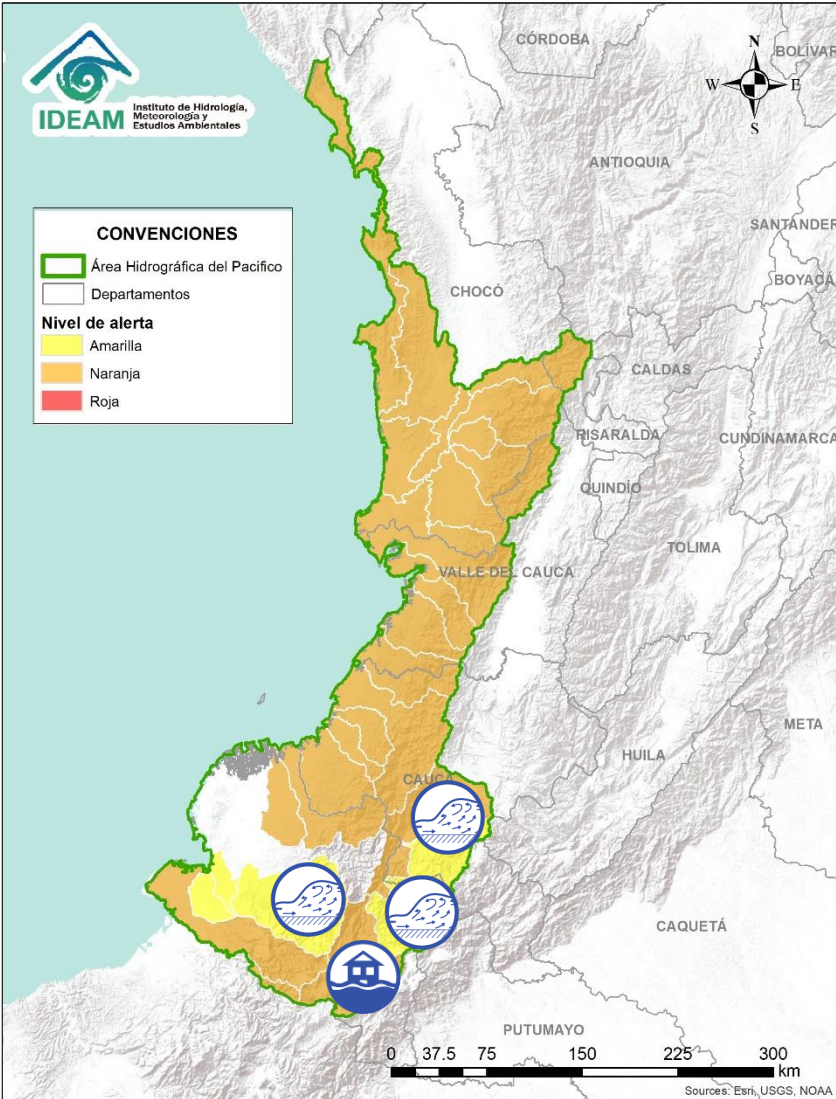 IDEAM
Instituto de Hidrología,
Meteorología y
Estudios Ambientales
CÓRDOBA
BOLÍVAR
N
W
E
S
ANTIOQUIA
SANTANDER
BOYACÁ
CONVENCIONES
Área Hidrográfica del Pacifico
Departamentos
Nivel de alerta
Amarilla
Naranja
Roja
CHOCÓ
CALDAS
RISARALDA
CUNDINAMARCA
QUINDÍO
TOLIMA
VALLE DEL CAUCA
META
HUILA
CAUCA
CAQUETÁ
PUTUMAYO
0 37.5 75 150 225 300
km
Sources: Esri, USGS, NOAA